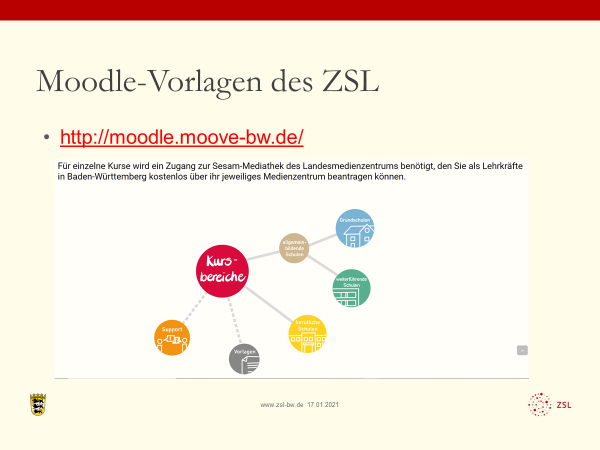 Moodle-Vorlagen des ZSL
• http://moodle.moove-bw.de/
Für einzelne Kurse wird ein Zugang zur Sesam-Mediathek des Landesmedienzentrums benötigt, den Sie als Lehrkräfte
in Baden-Württemberg kostenlos über ihr jeweiliges Medienzentrum beantragen können.
Grundschulen
allgemein-
bildende
Schulen
Kurs-
bereiche
weiterführende
Schulen
Berufliche
Schulen
Support
Vorlagen
www.zsl-bw.de 17.01.2021
ZSL